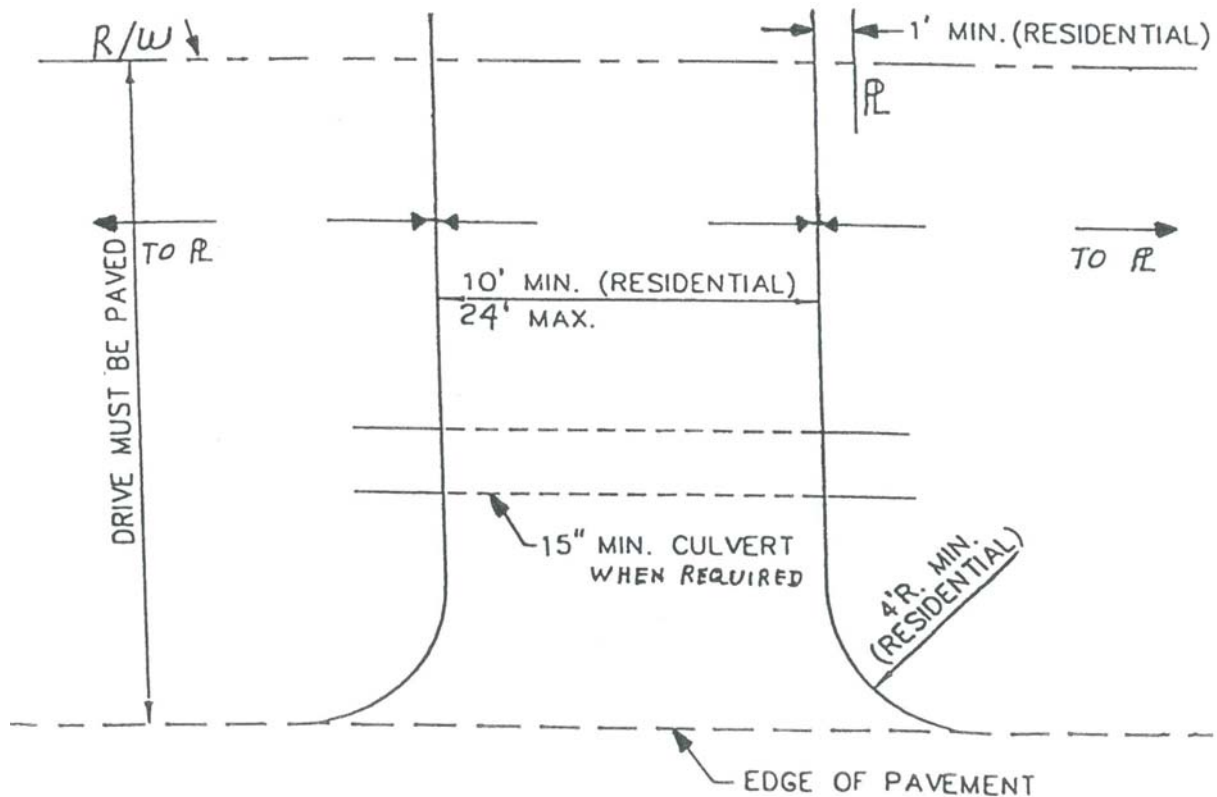 R/W
1' MIN. (RESIDENTIAL)
PL
TO PL
TO PL
10' MIN. (RESIDENTIAL)
24' MAX.
DRIVE MUST BE PAVED
15" MIN. CULVERT
WHEN REQUIRED
4'R. MIN.
(RESIDENTIAL)
EDGE OF PAVEMENT